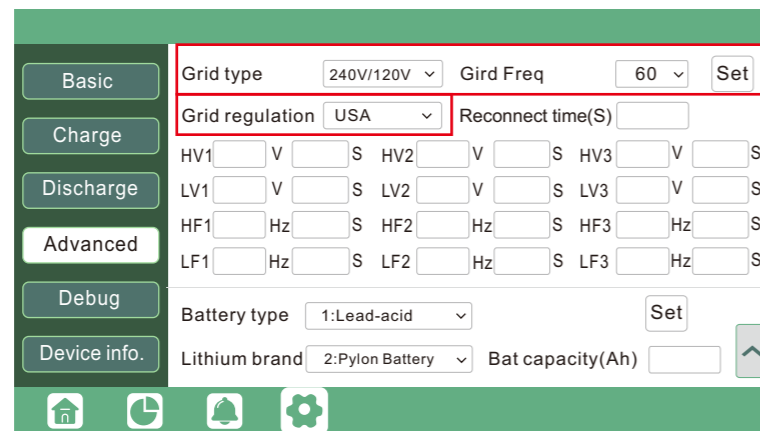 Basic
Charge
Discharge
Advanced
Debug
Device info.
Grid type 240V/120V Gird Freq 60 Set
Grid regulation USA Reconnect time(S)
HV1 V S HV2 V S HV3 V S
LV1 V S LV2 V S LV3 V S
HF1 Hz S HF2 Hz S HF3 Hz S
LF1 Hz S LF2 Hz S LF3 Hz S
Battery type 1:Lead-acid Set
Lithium brand 2:Pylon Battery Bat capacity(Ah)